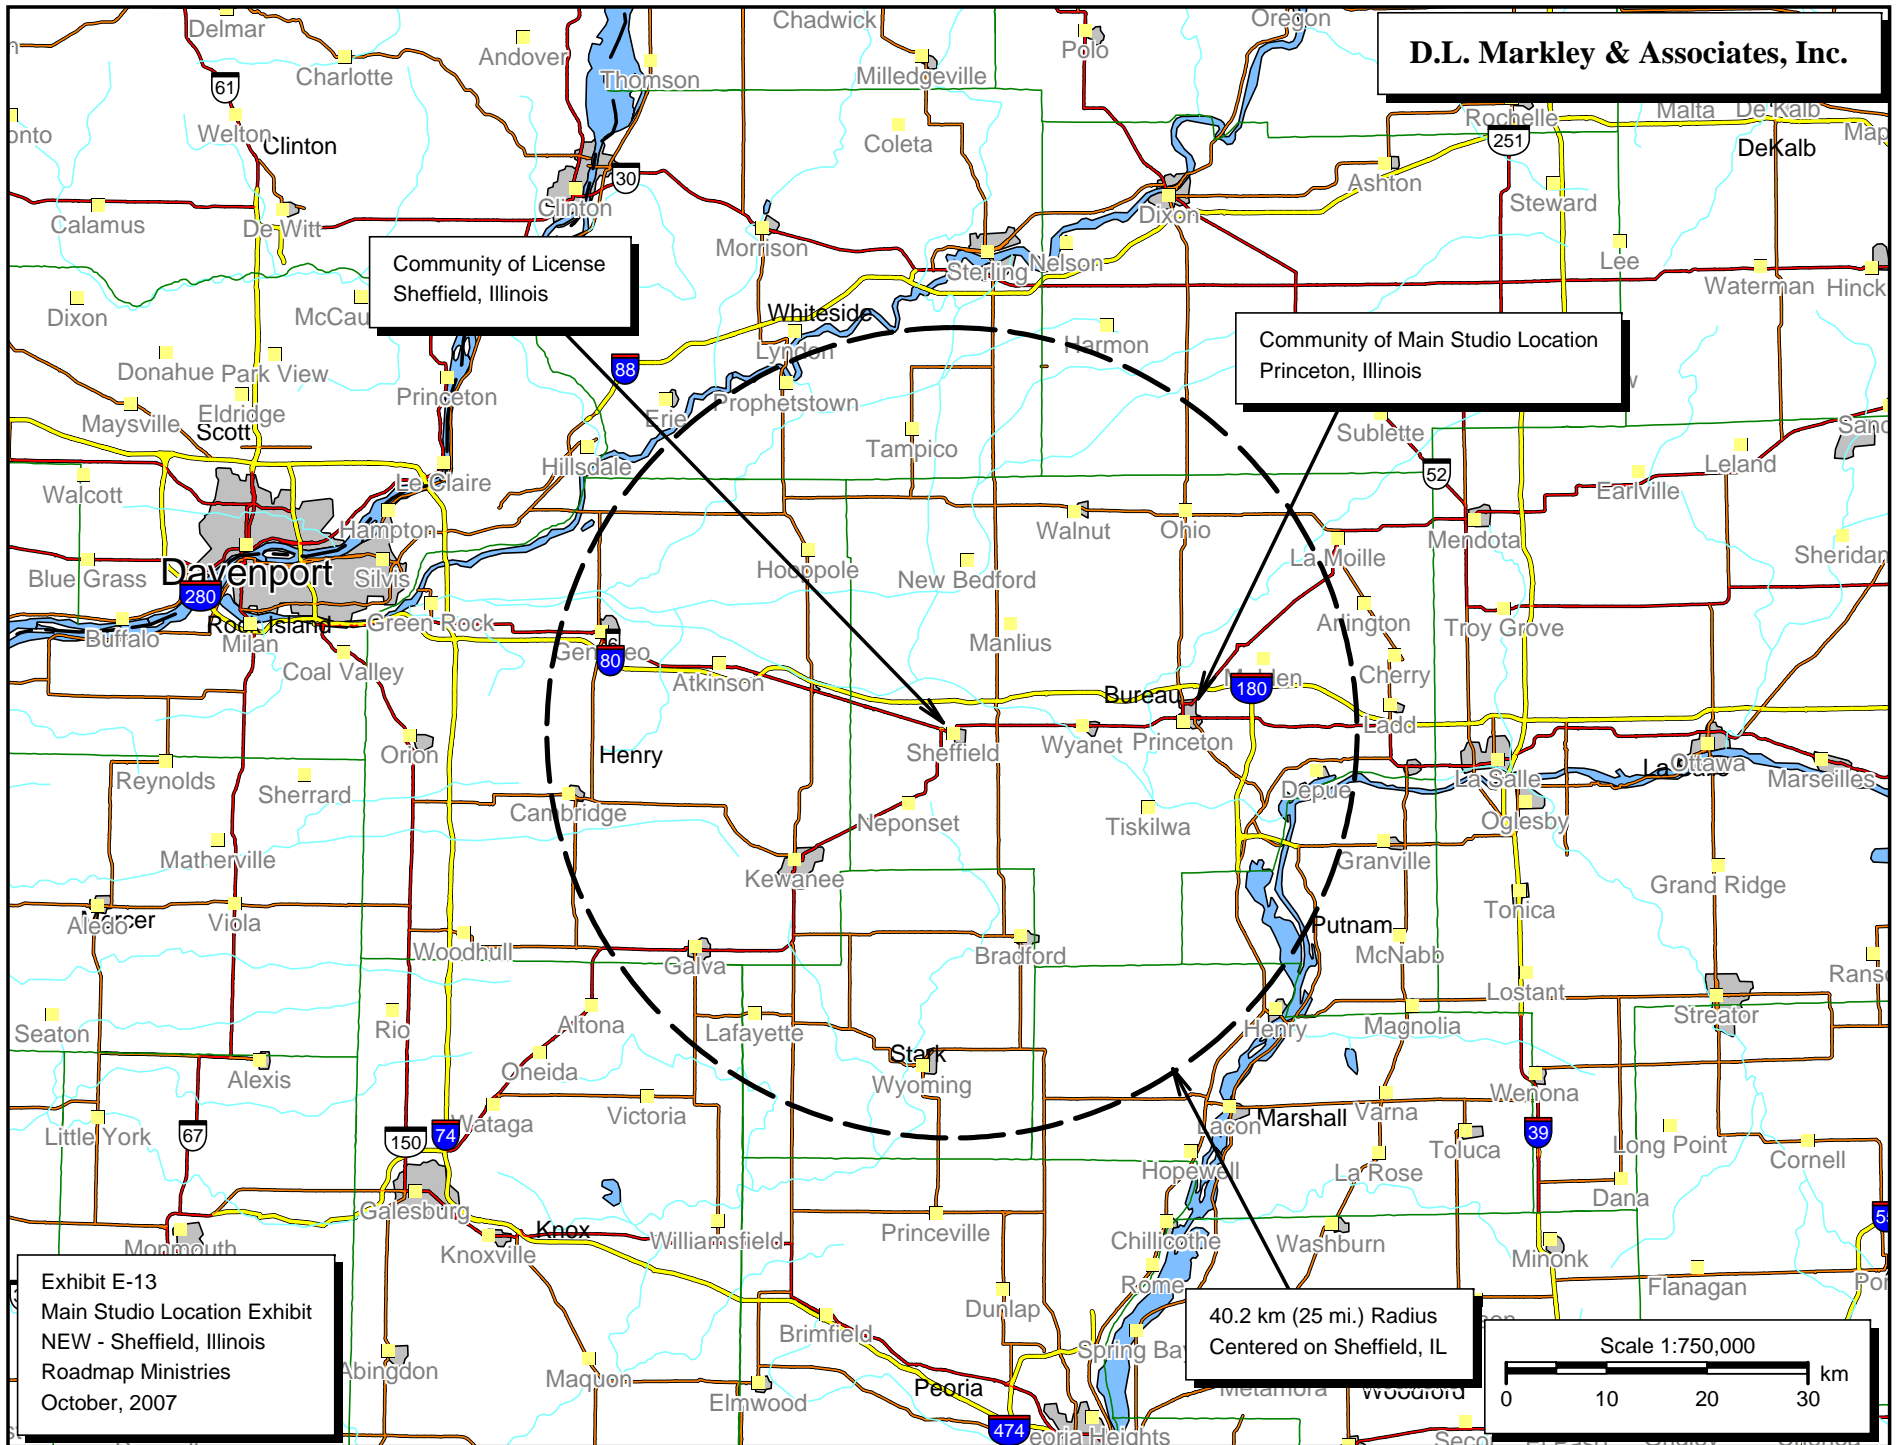 Delmar
Charlotte
Andover
Thomson
Chadwick
Milledgeville
Polo
Oregon
D.L. Markley & Associates, Inc.
61
Welton
Clinton
30
Clinton
Coleta
Dixon
Ashton
Rochelle
251
Malta
De Kalb
DeKalb
Steward
Calamus
De Witt
Morrison
Sterling
Nelson
Lee
Waterman
Community of License
Sheffield, Illinois
Dixon
Whiteside
Lyndon
Harmon
Community of Main Studio Location
Princeton, Illinois
Donahue
Park View
88
Princeton
Erie
Prophetstown
Maysville
Eldridge
Scott
Tampico
Sublette
Hillsdale
52
Leland
Walcott
Le Claire
Earlville
Hampton
Walnut
Ohio
Mendota
La Moille
Sheridan
Blue Grass
Davenport
Silvis
Hooppole
New Bedford
280
Buffalo
Rock Island
Milan
Green Rock
Arlington
Troy Grove
Manlius
Coal Valley
Geneseo
80
Atkinson
Bureau
180
Cherry
Orion
Henry
Sheffield
Wyanet
Princeton
Ladd
Reynolds
Sherrard
Cambridge
Depue
La Salle
Ottawa
Marseilles
Neponset
Tiskilwa
Oglesby
Matherville
Kewanee
Granville
Grand Ridge
Aledo
Mercer
Viola
Tonica
Putnam
Woodhull
Galva
Bradford
McNabb
Lostant
Seaton
Rio
Altona
Lafayette
Henry
Magnolia
Streator
Alexis
Oneida
Stark
Wyoming
Wenona
Little York
67
150
74
Wataga
Victoria
Lacon
Marshall
Varna
Toluca
39
Long Point
Cornell
Hopewell
La Rose
Dana
Galesburg
Knoxville
Knox
Williamsfield
Princeville
Chillicothe
Washburn
Minonk
Monmouth
Rome
Flanagan
Exhibit E-13
Main Studio Location Exhibit
NEW - Sheffield, Illinois
Roadmap Ministries
October, 2007
Dunlap
40.2 km (25 mi.) Radius
Centered on Sheffield, IL
Brimfield
Spring Bay
Scale 1:750,000
km
0 10 20 30
Abingdon
Maquon
Elmwood
Peoria
Metamora
Woodford
474
Peoria Heights